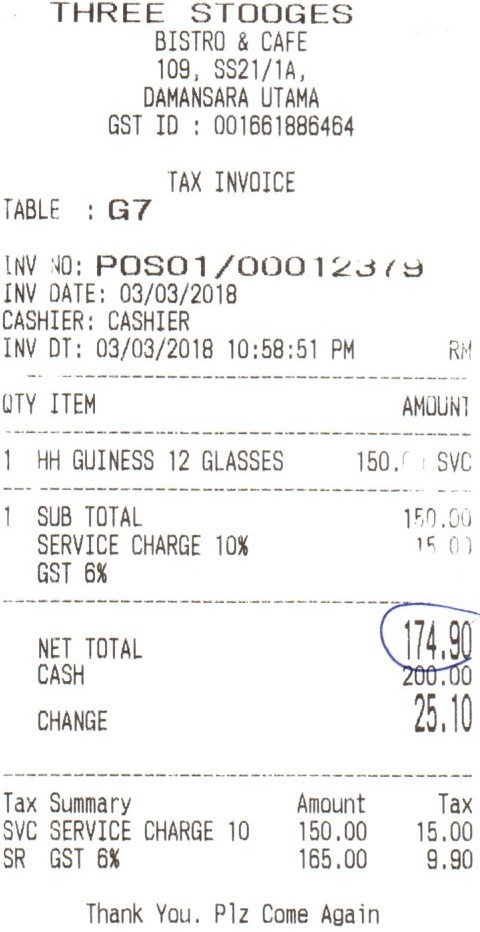 THREE STOOGES
BISTRO & CAFE
109, SS21/1A,
DAMANSARA UTAMA
GST ID : 001661886464
TAX INVOICE
TABLE : G7
INV NO: POS01/00012379
INV DATE: 03/03/2018
CASHIER: CASHIER
INV DT: 03/03/2018 10:58:51 PM RM
QTY ITEM AMOUNT
1 HH GUINESS 12 GLASSES SVC
1 SUB TOTAL 150.00
SERVICE CHARGE 10% 15.00
GST 6%
NET TOTAL 174.90
CASH 200.00
CHANGE 25.10
Tax Summary Amount Tax
SVC SERVICE CHARGE 10 150.00 15.00
SR GST 6% 165.00 9.90
Thank You. Plz Come Again